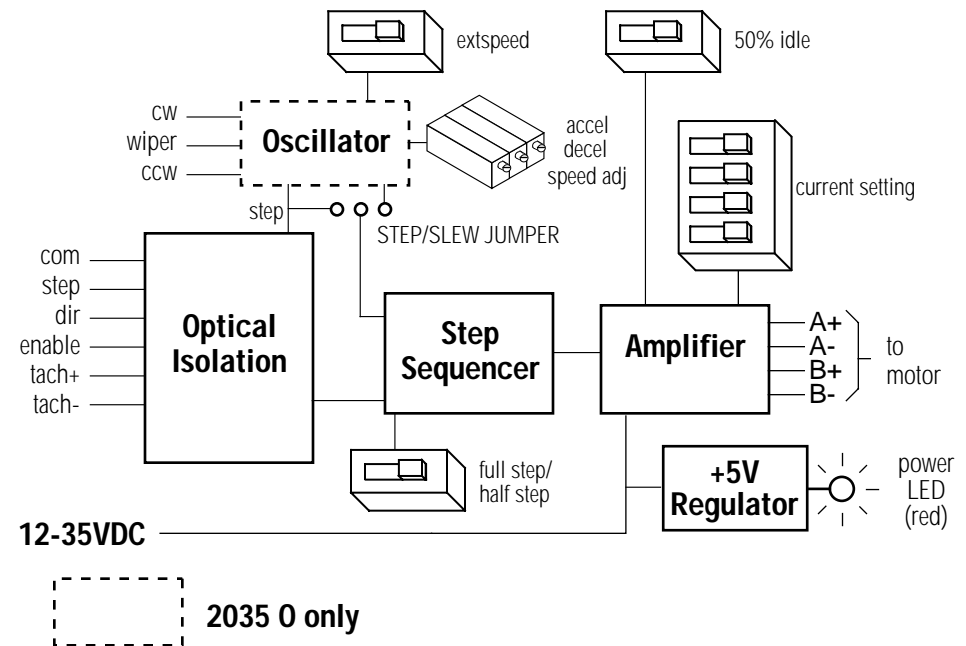 extspeed
50% idle
cw
wiper
ccw
Oscillator
accel
decel
speed adj
current setting
step
STEP/SLEW JUMPER
com
step
dir
enable
tach+
tach-
Optical
Isolation
Step
Sequencer
Amplifier
A+
A-
B+
B-
to
motor
full step/
half step
+5V
Regulator
power
LED
(red)
12-35VDC
2035 O only